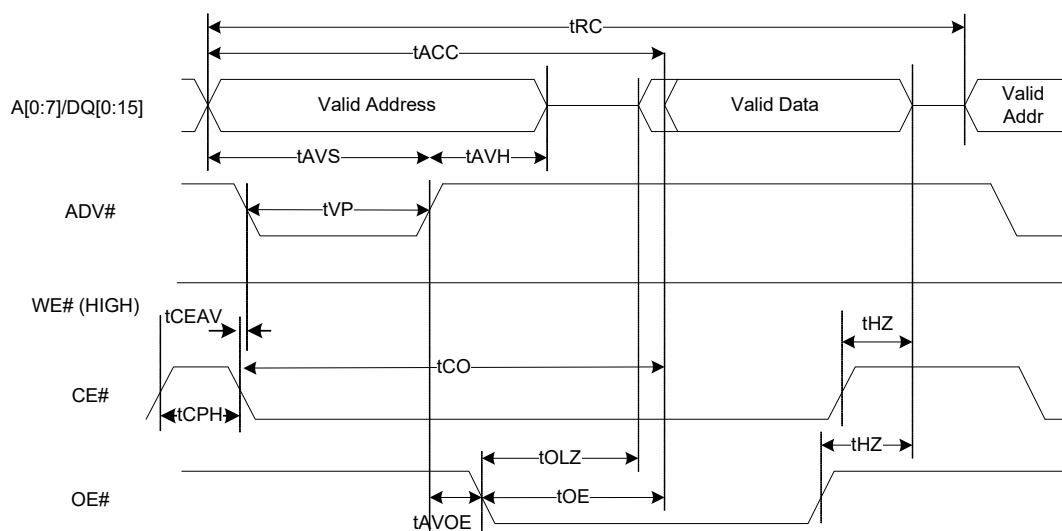 tRC
tACC
A[0:7]/DQ[0:15]
Valid Address
Valid Data
Valid
Addr
tAVS
tAVH
ADV#
tVP
WE# (HIGH)
tCEAV
tHZ
tCO
CE#
tCPH
tHZ
tOLZ
OE#
tOE
tAVOE